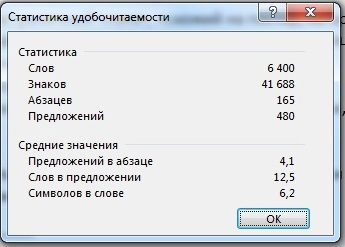 Статистика удобочитаемости
Статистика
Слов 6 400
Знаков 41 688
Абзацев 165
Предложений 480
Средние значения
Предложений в абзаце 4,1
Слов в предложении 12,5
Символов в слове 6,2
ОК